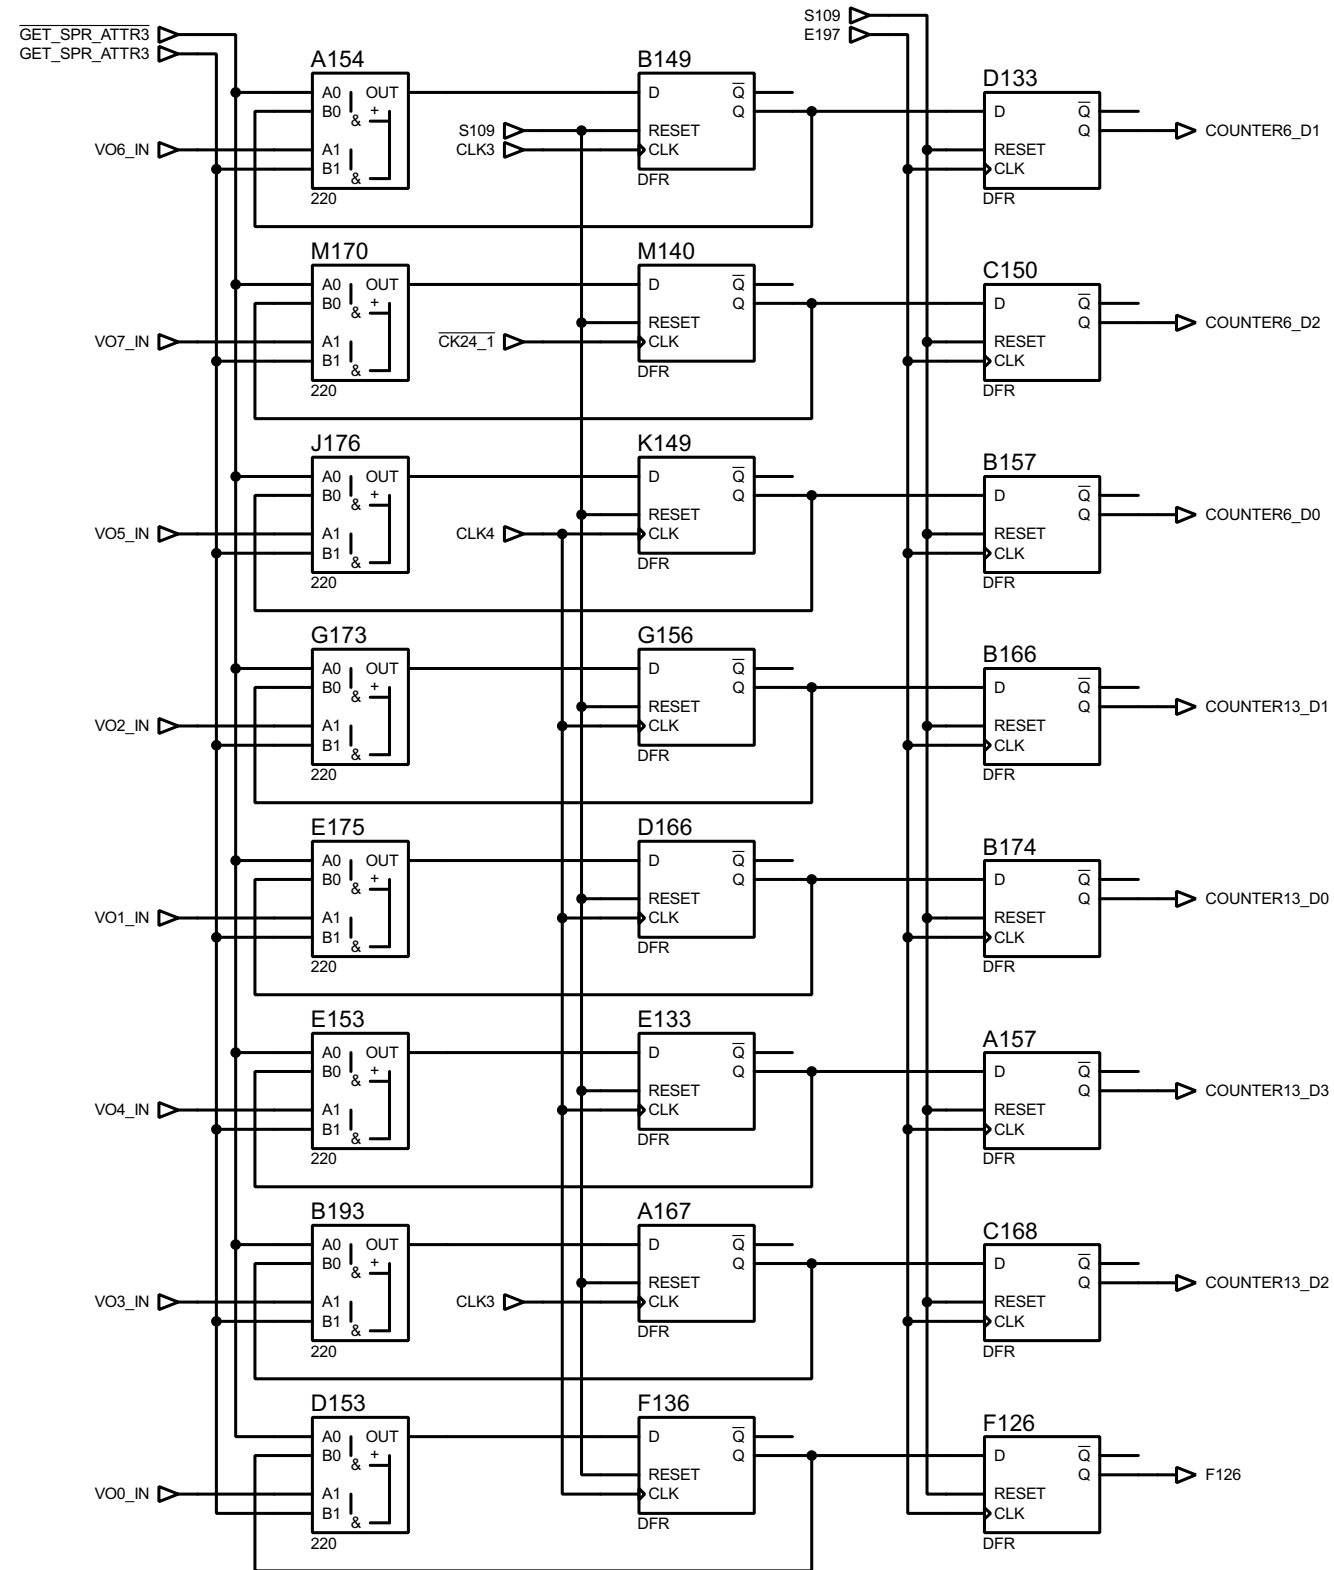 S109
G̅E̅T̅_̅S̅P̅R̅_̅A̅T̅T̅R̅3̅ E197
GET_SPR_ATTR3
A154 B149 D133
A0 OUT D Q̅ D Q̅
B0 & + Q Q COUNTER6_D1
S109 RESET RESET
VO6_IN A1 CLK3 CLK CLK
B1 &
220 DFR DFR
M170 M140 C150
A0 OUT D Q̅ D Q̅
B0 & + Q Q COUNTER6_D2
RESET RESET
VO7_IN A1 C̅K̅2̅4̅_̅1̅ CLK CLK
B1 &
220 DFR DFR
J176 K149 B157
A0 OUT D Q̅ D Q̅
B0 & + Q Q COUNTER6_D0
RESET RESET
VO5_IN A1 CLK4 CLK CLK
B1 &
220 DFR DFR
G173 G156 B166
A0 OUT D Q̅ D Q̅
B0 & + Q Q COUNTER13_D1
RESET RESET
VO2_IN A1 CLK CLK
B1 &
220 DFR DFR
E175 D166 B174
A0 OUT D Q̅ D Q̅
B0 & + Q Q COUNTER13_D0
RESET RESET
VO1_IN A1 CLK CLK
B1 &
220 DFR DFR
E153 E133 A157
A0 OUT D Q̅ D Q̅
B0 & + Q Q COUNTER13_D3
RESET RESET
VO4_IN A1 CLK CLK
B1 &
220 DFR DFR
B193 A167 C168
A0 OUT D Q̅ D Q̅
B0 & + Q Q COUNTER13_D2
RESET RESET
VO3_IN A1 CLK3 CLK CLK
B1 &
220 DFR DFR
D153 F136 F126
A0 OUT D Q̅ D Q̅
B0 & + Q Q F126
RESET RESET
VO0_IN A1 CLK CLK
B1 &
220 DFR DFR